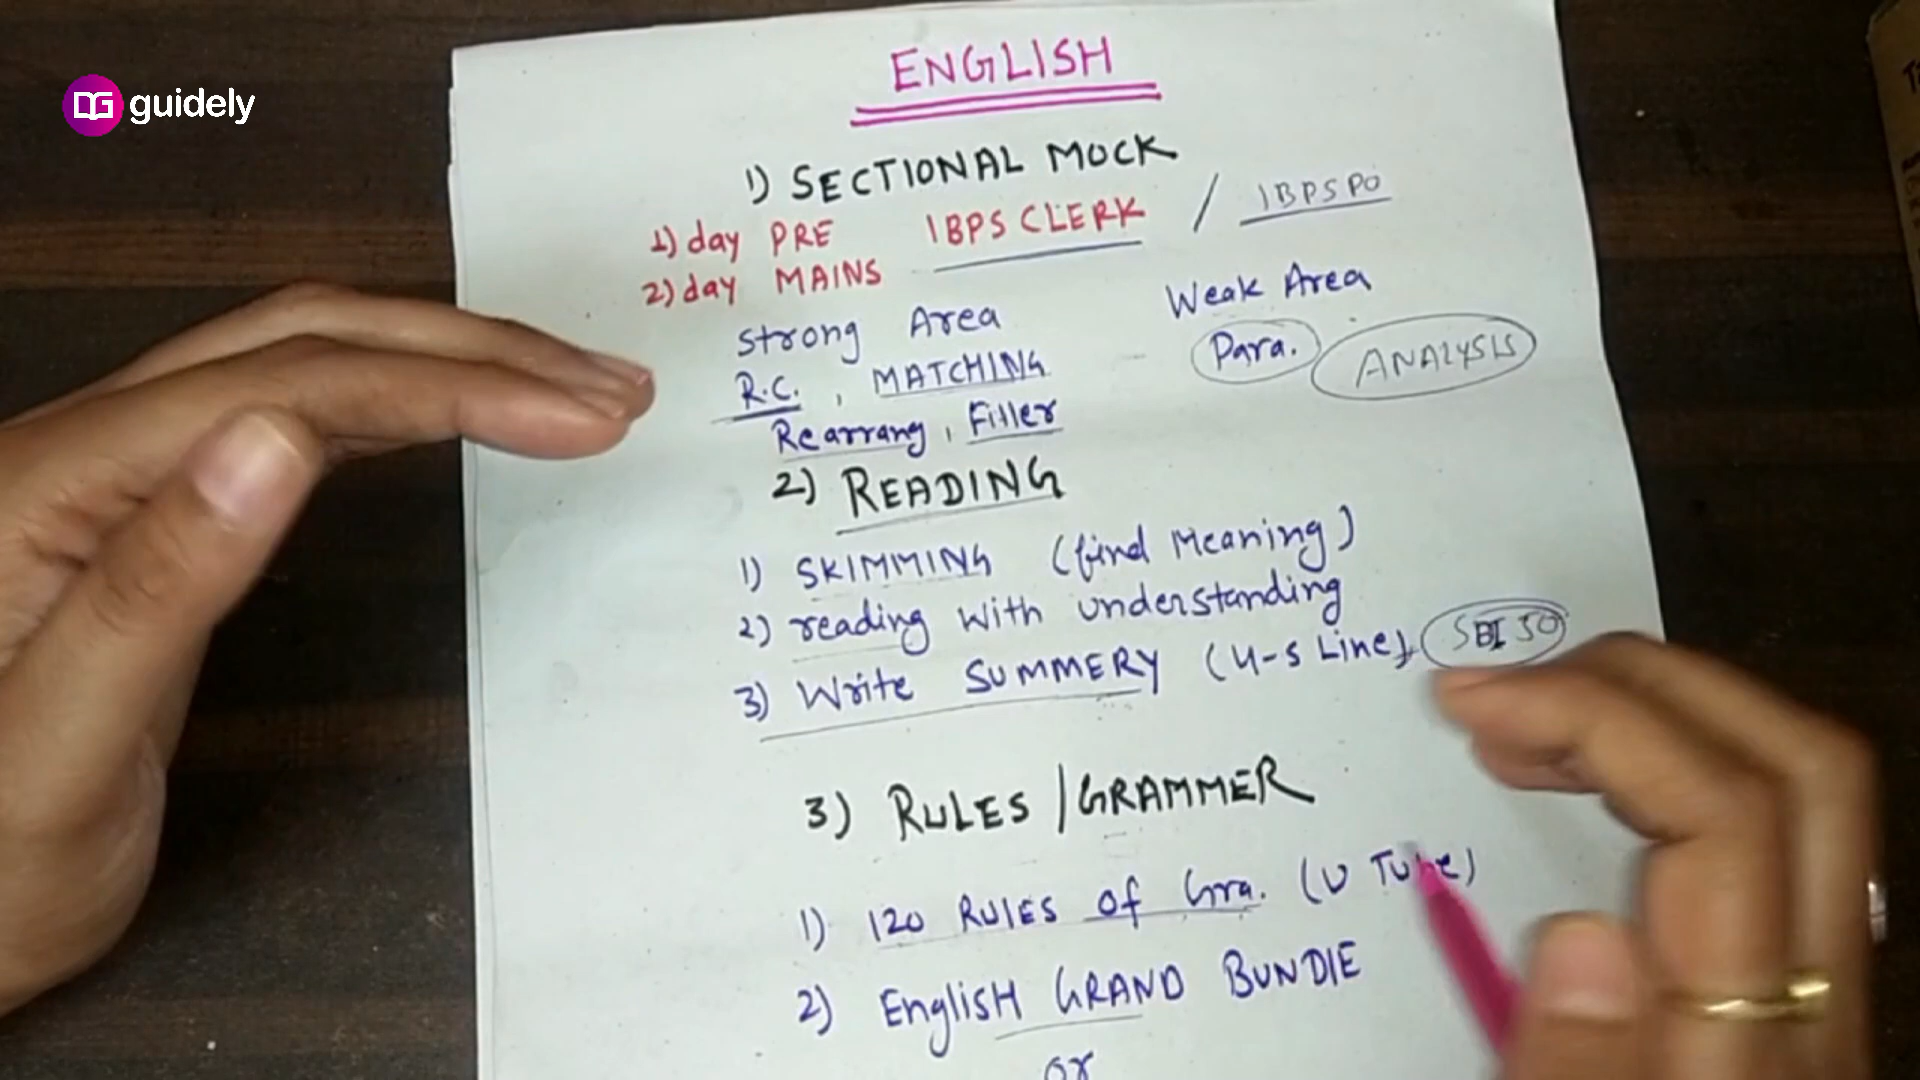 guidely
ENGLISH
1) SECTIONAL MOCK
1) day PRE IBPS CLERK / IBPS PO
2) day MAINS
Strong Area Weak Area
R.C., MATCHING Para. ANALYSIS
Rearrang, Filler
2) READING
1) SKIMMING (find Meaning)
2) reading with understanding
3) Write SUMMERY (4-5 Line)
3) RULES / GRAMMER
1) 120 RULES of Gra. (U Tube)
2) English GRAND BUNDLE
or